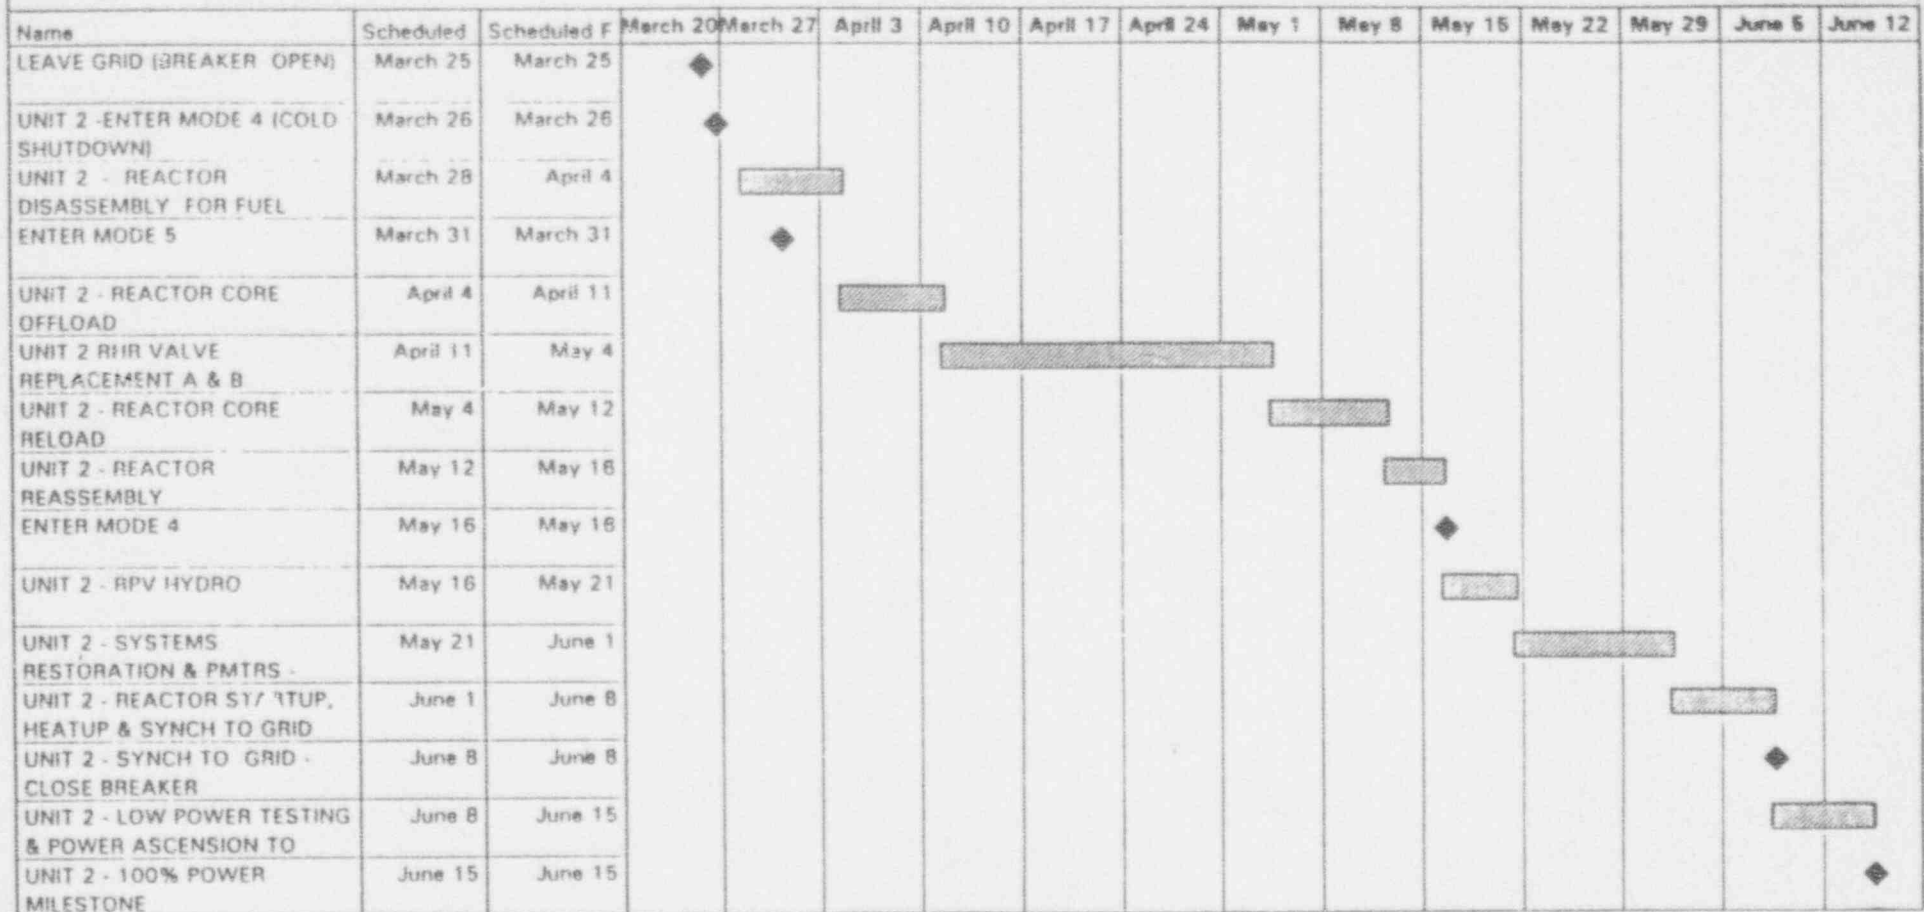 Name Scheduled Scheduled F March 20 March 27 April 3 April 10 April 17 April 24 May 1 May 8 May 15 May 22 May 29 June 5 June 12
LEAVE GRID (BREAKER OPEN) March 25 March 25
UNIT 2 -ENTER MODE 4 (COLD March 26 March 26
SHUTDOWN)
UNIT 2 - REACTOR March 28 April 4
DISASSEMBLY FOR FUEL
ENTER MODE 5 March 31 March 31
UNIT 2 - REACTOR CORE April 4 April 11
OFFLOAD
UNIT 2 RHR VALVE April 11 May 4
REPLACEMENT A & B
UNIT 2 - REACTOR CORE May 4 May 12
RELOAD
UNIT 2 - REACTOR May 12 May 16
REASSEMBLY
ENTER MODE 4 May 16 May 16
UNIT 2 - RPV HYDRO May 16 May 21
UNIT 2 - SYSTEMS May 21 June 1
RESTORATION & PMTRS -
UNIT 2 - REACTOR STARTUP, June 1 June 8
HEATUP & SYNCH TO GRID
UNIT 2 - SYNCH TO GRID - June 8 June 8
CLOSE BREAKER
UNIT 2 - LOW POWER TESTING June 8 June 15
& POWER ASCENSION TO
UNIT 2 - 100% POWER June 15 June 15
MILESTONE